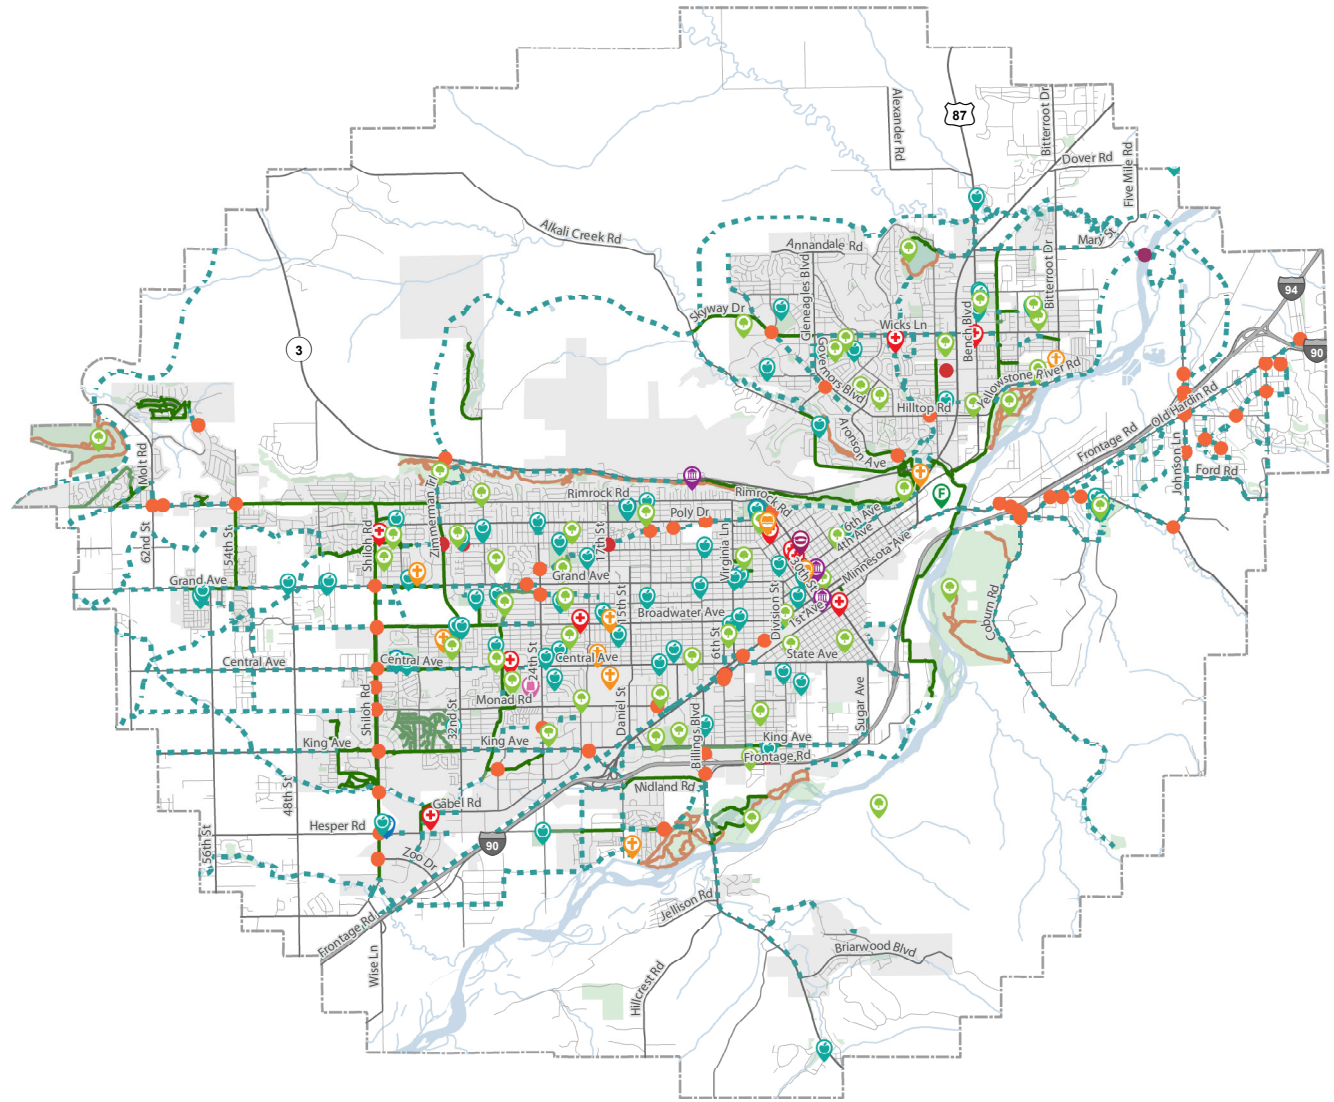 87
Alexander Rd
Bitterroot Dr
Dover Rd
Five Mile Rd
Alkali Creek Rd
Annandale Rd
Mary St
Gleneagles Blvd
Bitterroot Dr
94
Skyway Dr
Wicks Ln
Bench Blvd
3
90
Governors Blvd
Yellowstone River Rd
Hilltop Rd
Old Hardin Rd
Aronson Ave
Frontage Rd
Molt Rd
Johnson Ln
Ford Rd
Zimmerman Tr
Rimrock Rd
Rimrock Rd
F
Poly Dr
6th Ave
4th Ave
62nd St
54th St
Shiloh Rd
17th St
Virginia Ln
Minnesota Ave
Grand Ave
Grand Ave
30th St
15th St
Broadwater Ave
Division St
1st Ave
Coburn Rd
6th St
State Ave
Central Ave
Central Ave
24th St
Central Ave
Shiloh Rd
32nd St
Monad Rd
Daniel St
Billings Blvd
Sugar Ave
King Ave
King Ave
King Ave
Frontage Rd
48th St
Midland Rd
Gabel Rd
Hesper Rd
56th St
90
Zoo Dr
Jellison Rd
Frontage Rd
Wise Ln
Hillcrest Rd
Briarwood Blvd